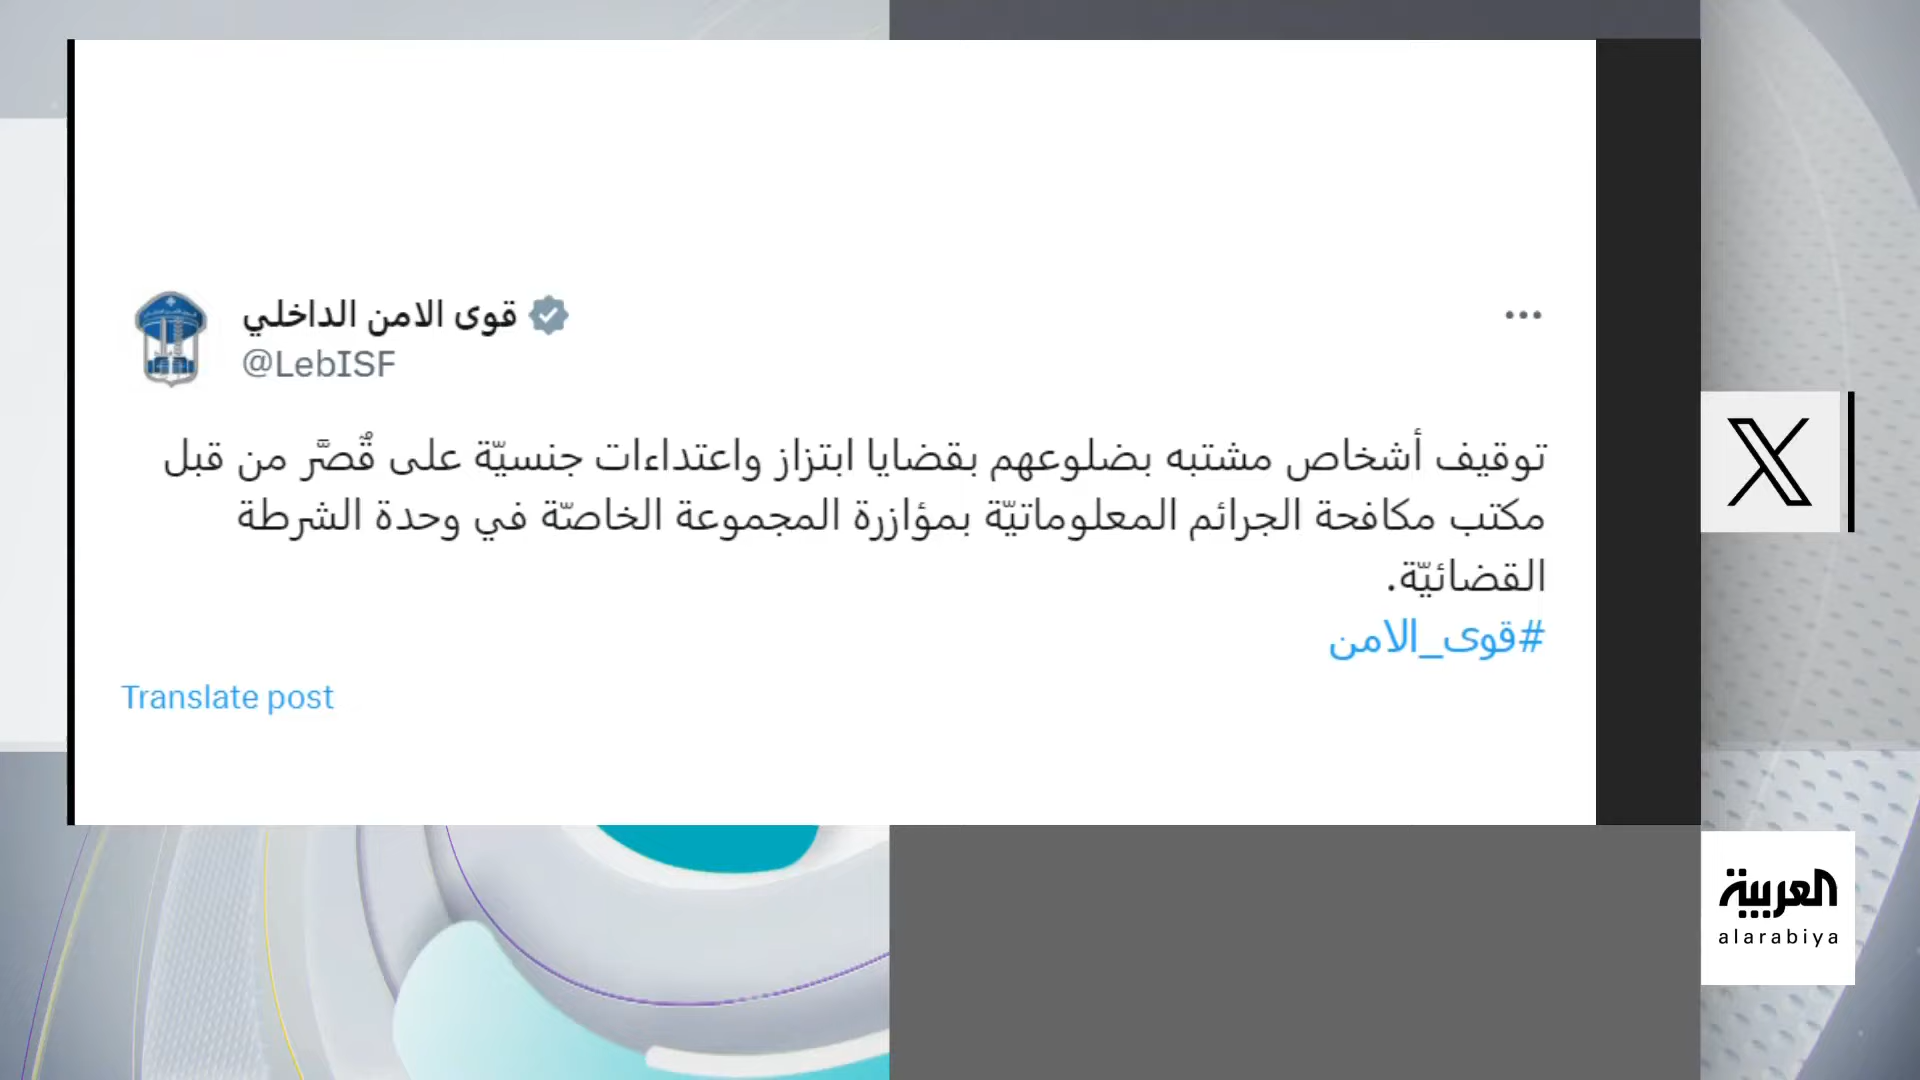 قوى الامن الداخلي
@LebISF
توقيف أشخاص مشتبه بضلوعهم بقضايا ابتزاز واعتداءات جنسيّة على قُصَّر من قبل
مكتب مكافحة الجرائم المعلوماتيّة بمؤازرة المجموعة الخاصّة في وحدة الشرطة
القضائيّة.
#قوى_الامن
Translate post
العربية
alarabiya